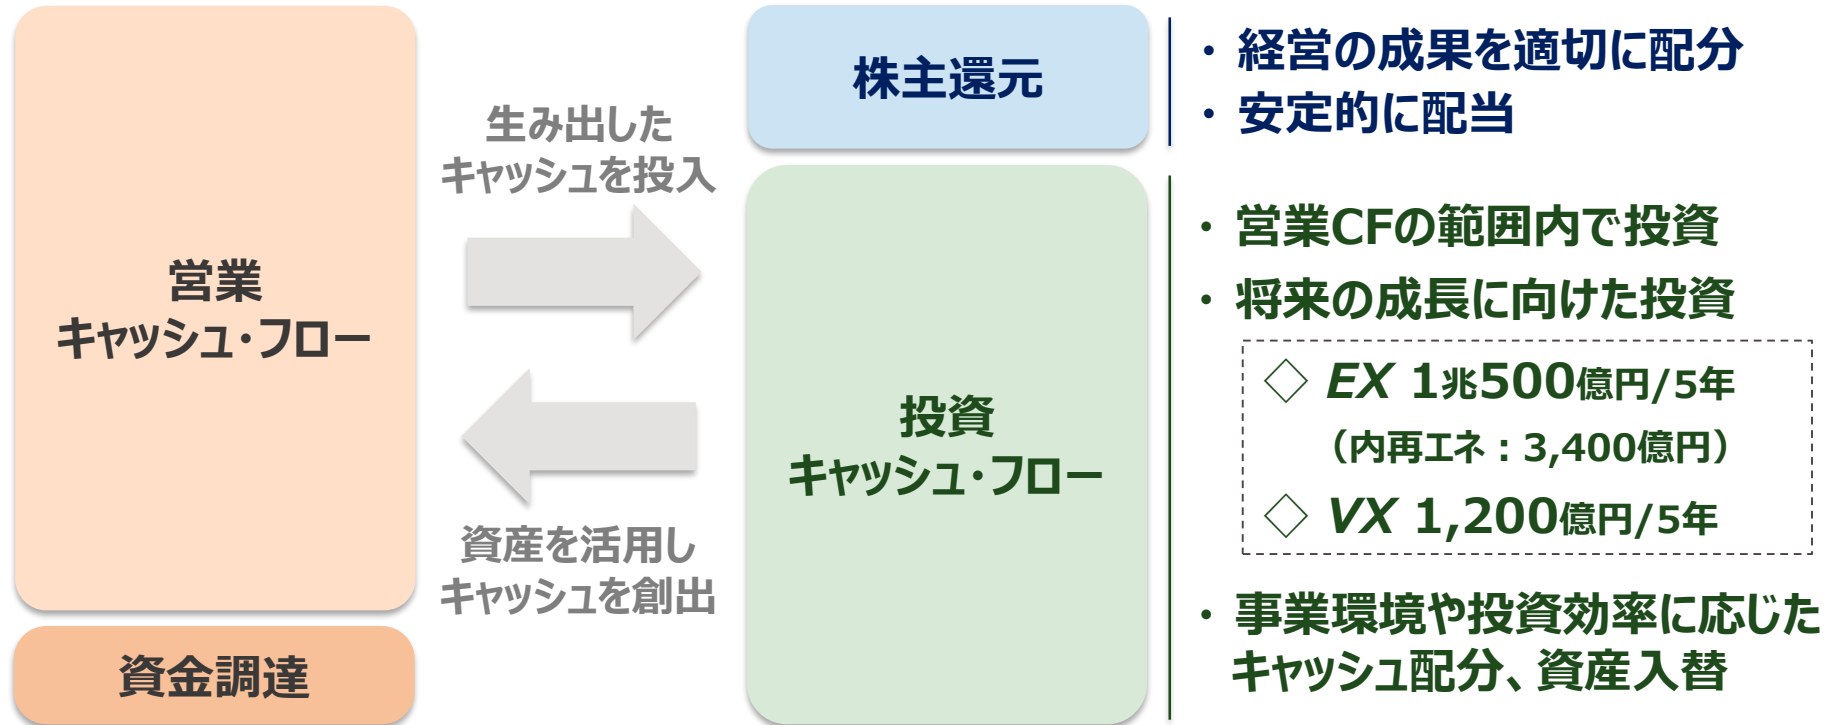 営業
キャッシュ・フロー
資金調達
生み出した
キャッシュを投入
資産を活用し
キャッシュを創出
株主還元
・ 経営の成果を適切に配分
・ 安定的に配当
投資
キャッシュ・フロー
・ 営業CFの範囲内で投資
・ 将来の成長に向けた投資
◇ EX 1兆500億円/5年
（内再エネ：3,400億円）
◇ VX 1,200億円/5年
・ 事業環境や投資効率に応じた
キャッシュ配分、資産入替